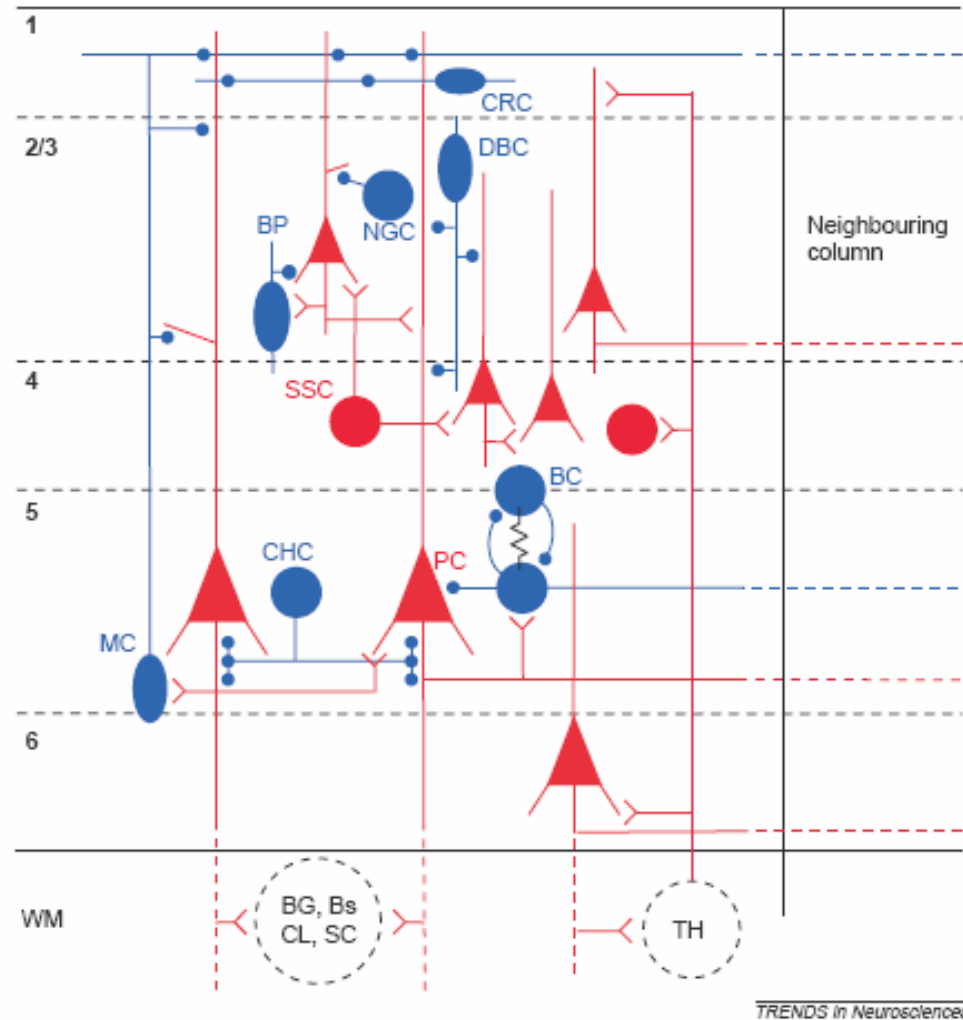 1
CRC
2/3
DBC
BP
NGC
Neighbouring
column
4
SSC
BC
5
CHC
PC
MC
6
WM
BG, Bs
CL, SC
TH
TRENDS in Neurosciences